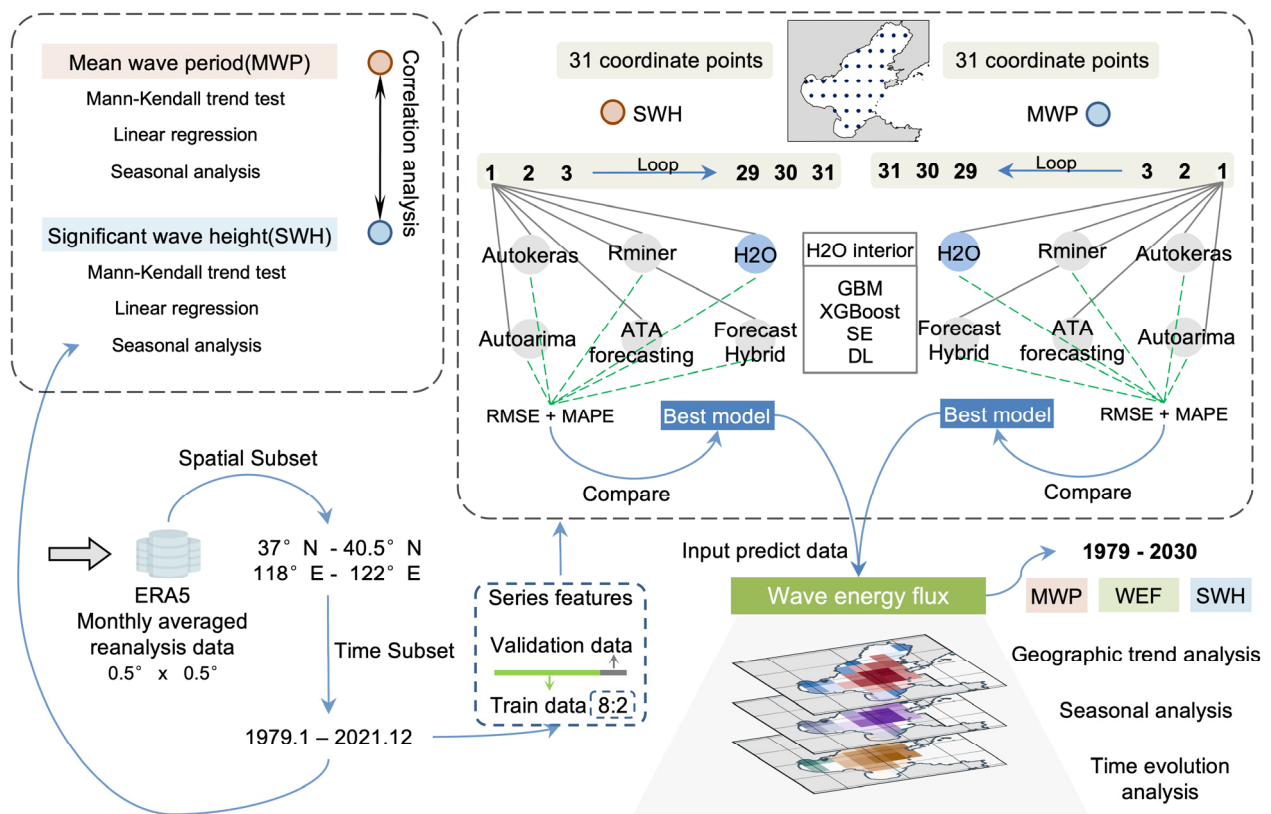 Mean wave period(MWP)
Mann-Kendall trend test
Linear regression
Seasonal analysis
Significant wave height(SWH)
Mann-Kendall trend test
Linear regression
Seasonal analysis
Correlation analysis
31 coordinate points
31 coordinate points
SWH
MWP
1 2 3 Loop 29 30 31
31 30 29 Loop 3 2 1
Autokeras
Rminer
H2O
Autoarima
ATA
forecasting
Forecast
Hybrid
H2O interior
GBM
XGBoost
SE
DL
H2O
Rminer
Autokeras
Forecast
Hybrid
ATA
forecasting
Autoarima
RMSE + MAPE
Best model
Compare
Best model
RMSE + MAPE
Compare
Spatial Subset
37° N - 40.5° N
118° E - 122° E
ERA5
Monthly averaged
reanalysis data
0.5° x 0.5°
Time Subset
1979.1 – 2021.12
Series features
Validation data
Train data 8:2
Input predict data
Wave energy flux
1979 - 2030
MWP WEF SWH
Geographic trend analysis
Seasonal analysis
Time evolution
analysis